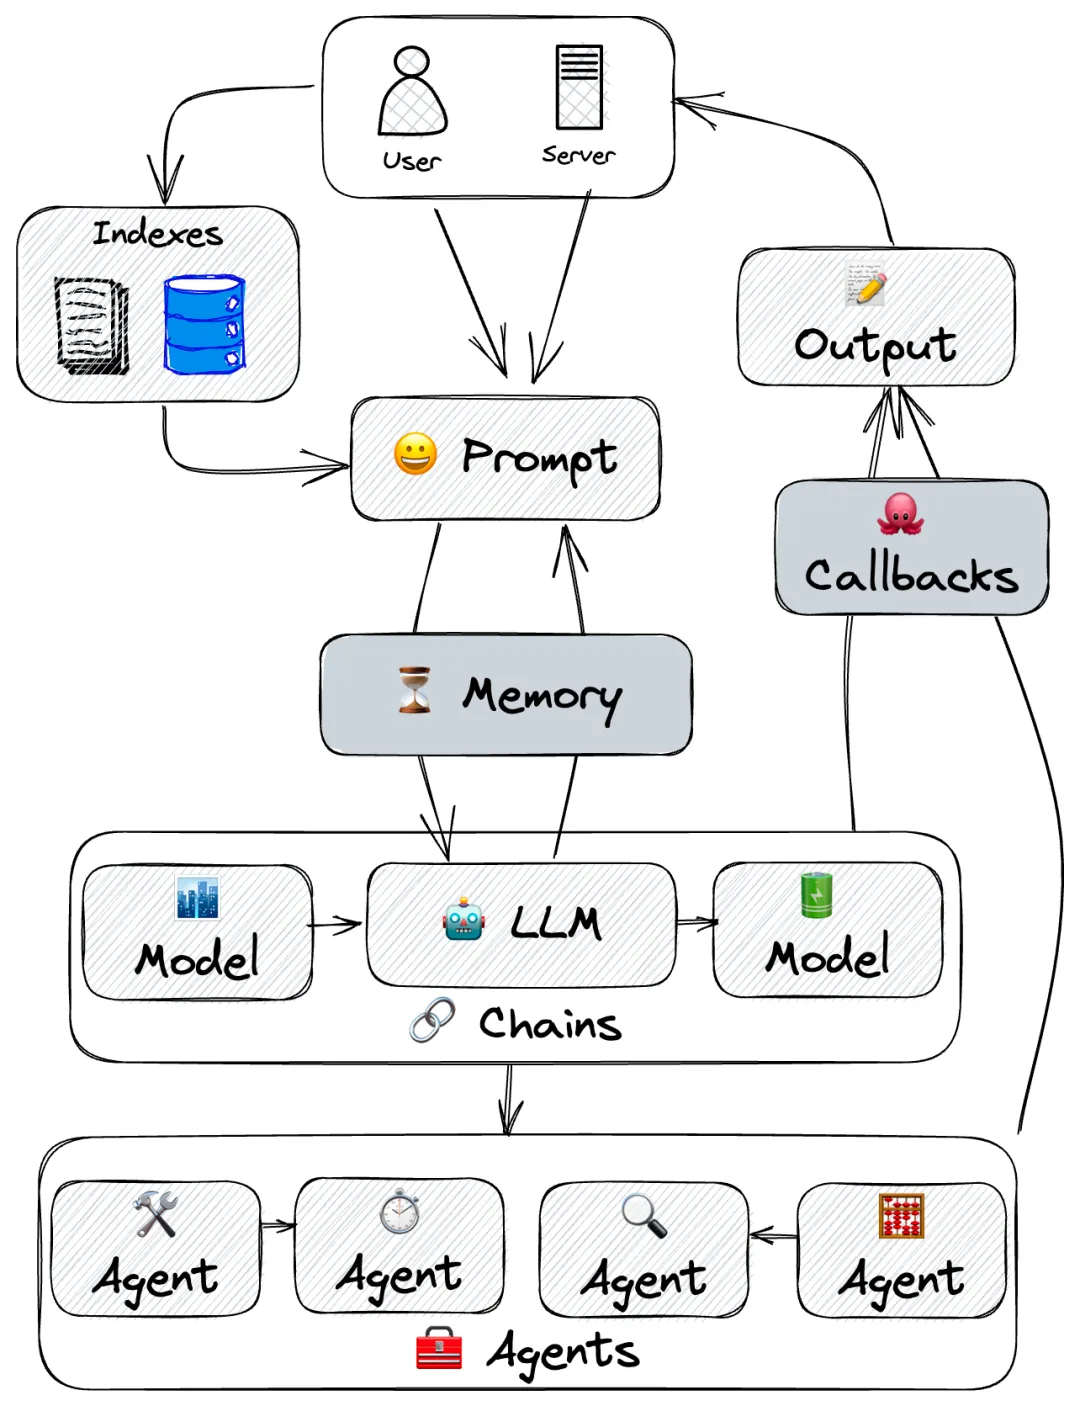 User
Server
Indexes
Output
Prompt
Callbacks
Memory
Model
LLM
Model
Chains
Agent
Agent
Agent
Agent
Agents